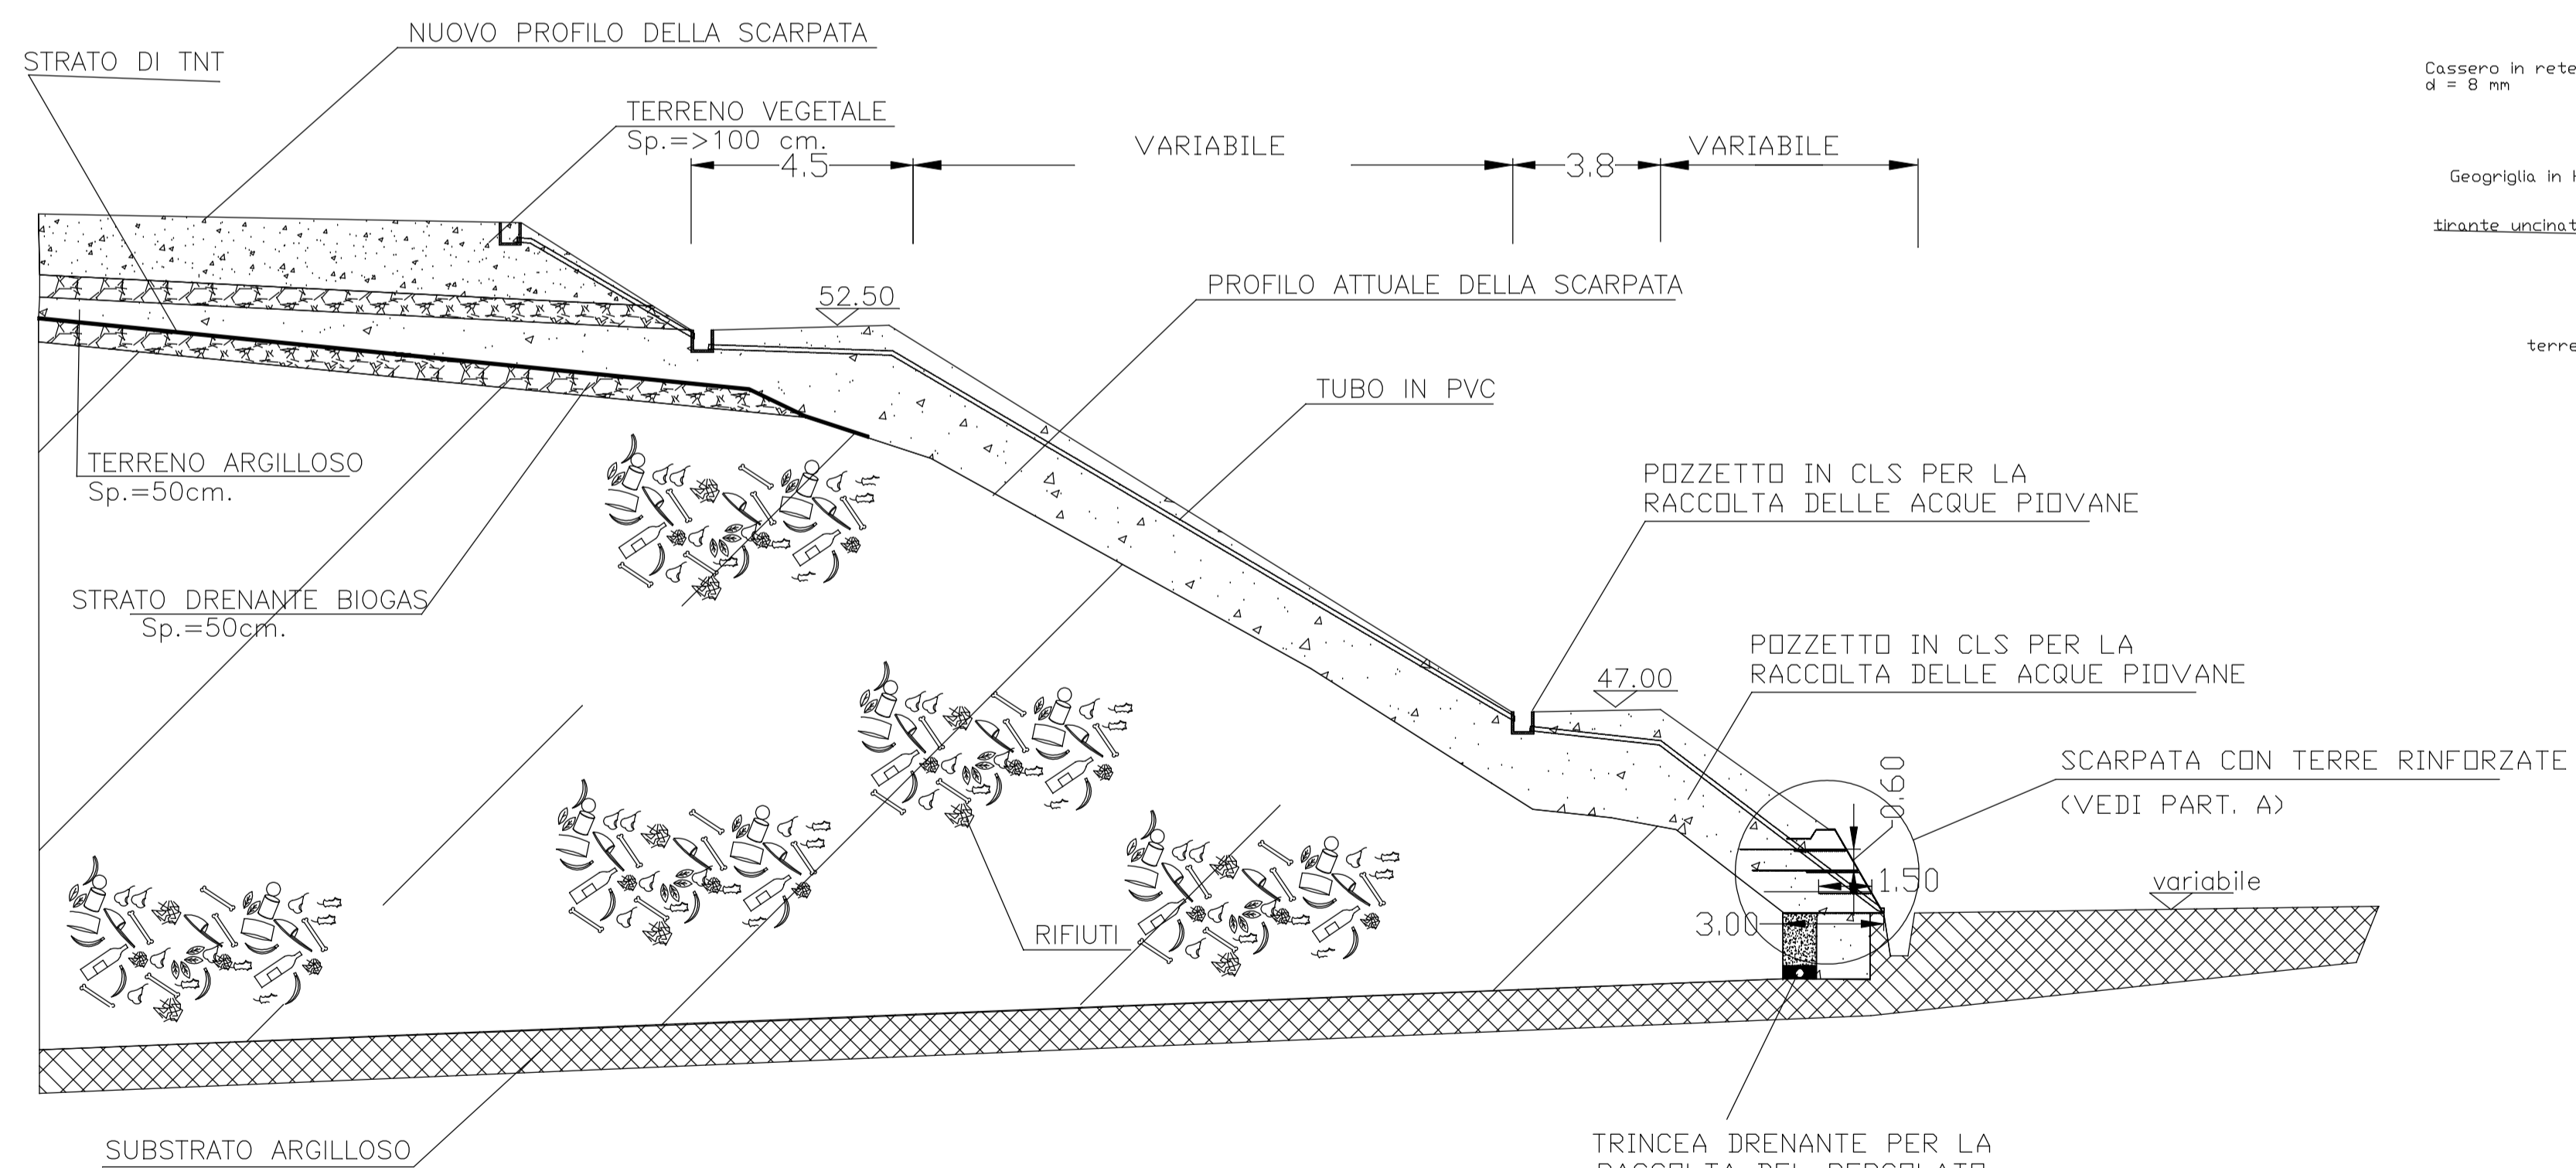 NUOVO PROFILO DELLA SCARPATA
STRATO DI TNT
Cassero in rete
d = 8 mm
TERRENO VEGETALE
Sp.=>100 cm.
4.5
VARIABILE
3.8
VARIABILE
Geogriglia in
tirante uncinat
PROFILO ATTUALE DELLA SCARPATA
52.50
terre
TUBO IN PVC
TERRENO ARGILLOSO
Sp.=50cm.
POZZETTO IN CLS PER LA
RACCOLTA DELLE ACQUE PIOVANE
STRATO DRENANTE BIOGAS
Sp.=50cm.
POZZETTO IN CLS PER LA
RACCOLTA DELLE ACQUE PIOVANE
47.00
SCARPATA CON TERRE RINFORZATE
(VEDI PART. A)
0.60
1.50
variabile
3.00
RIFIUTI
SUBSTRATO ARGILLOSO
TRINCEA DRENANTE PER LA
RACCOLTA DEL PERCOLATO